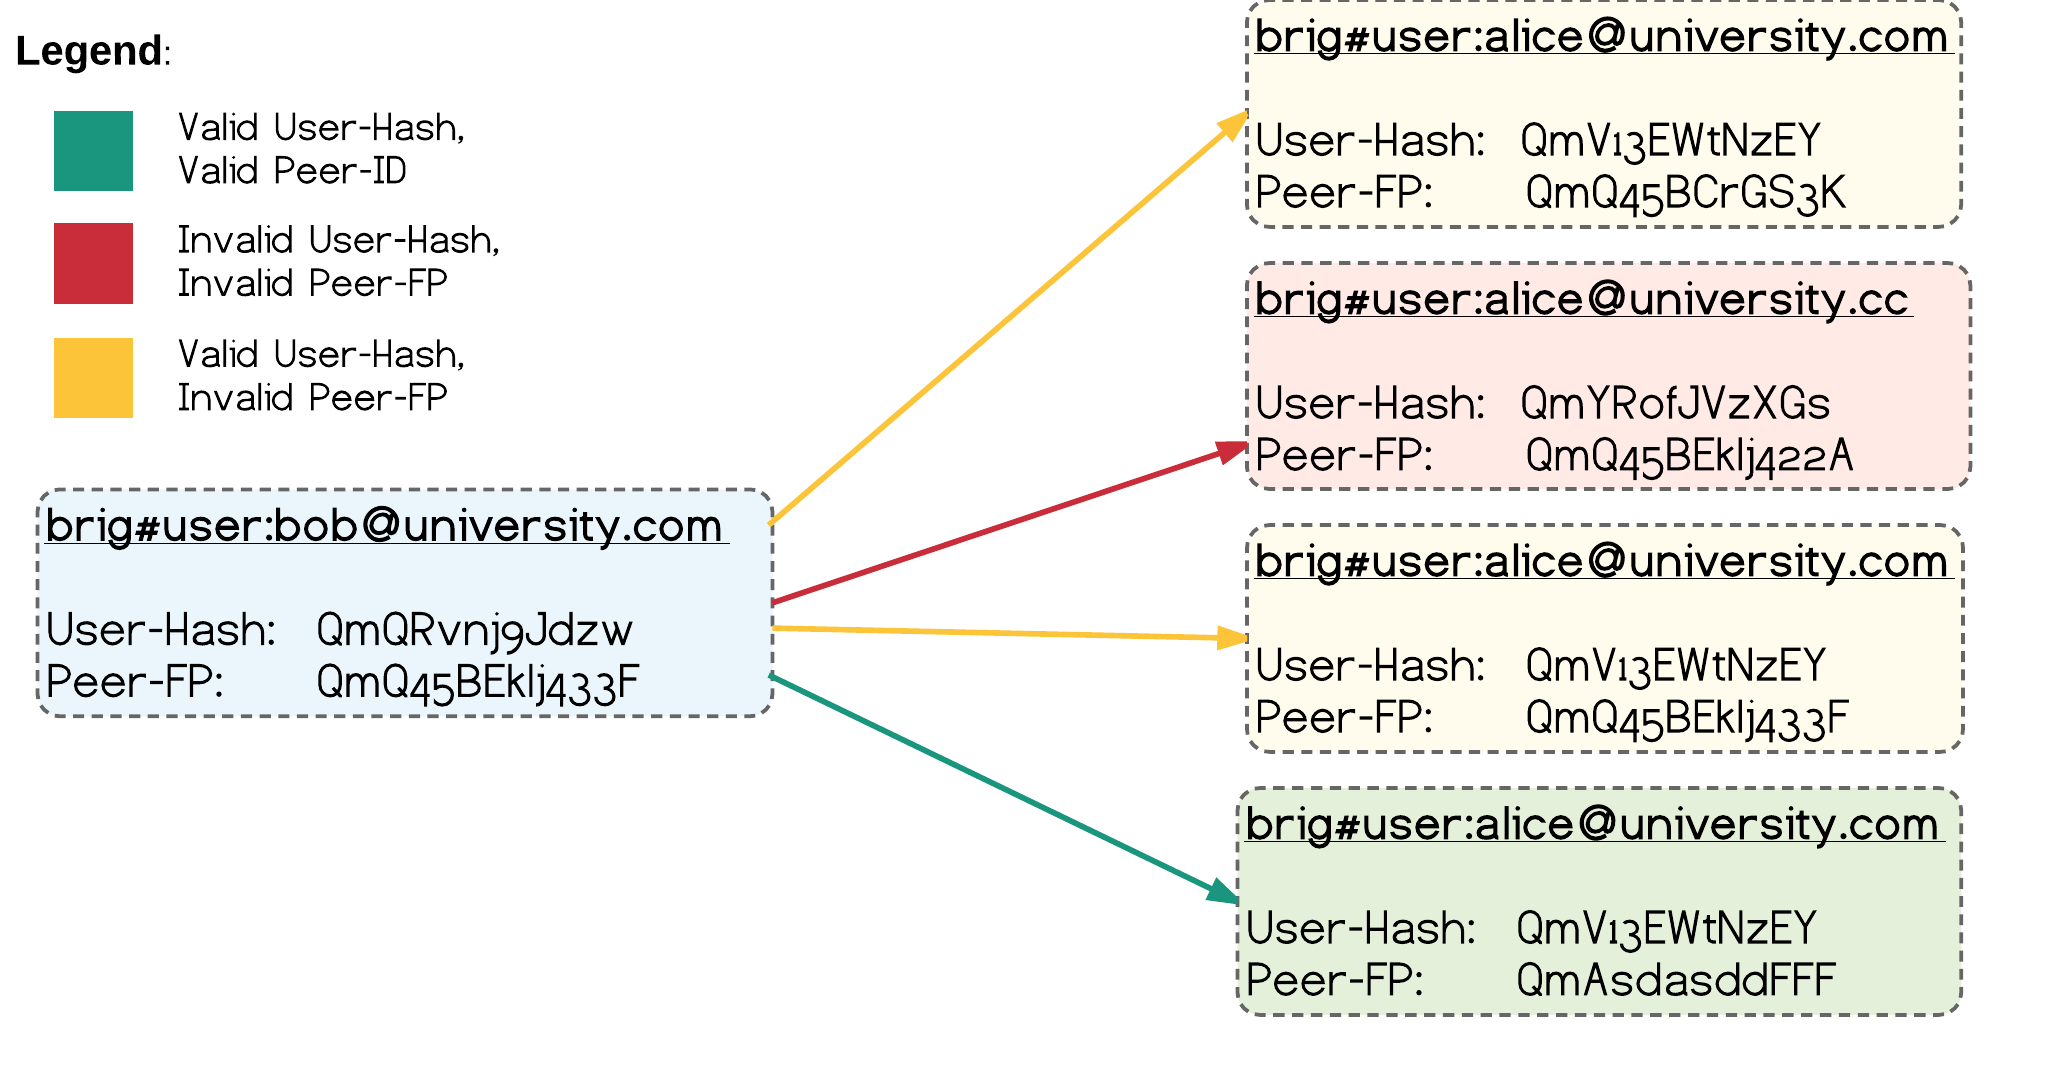 Legend:
Valid User-Hash,
Valid Peer-ID
Invalid User-Hash,
Invalid Peer-FP
Valid User-Hash,
Invalid Peer-FP
brig#user:bob@university.com
User-Hash: QmQRvnj9Jdzw
Peer-FP: QmQ45BEkIj433F
brig#user:alice@university.com
User-Hash: QmV13EWtNzEY
Peer-FP: QmQ45BCrGS3K
brig#user:alice@university.cc
User-Hash: QmYRofJVzXGs
Peer-FP: QmQ45BEkIj422A
brig#user:alice@university.com
User-Hash: QmV13EWtNzEY
Peer-FP: QmQ45BEkIj433F
brig#user:alice@university.com
User-Hash: QmV13EWtNzEY
Peer-FP: QmAsdasddFFF